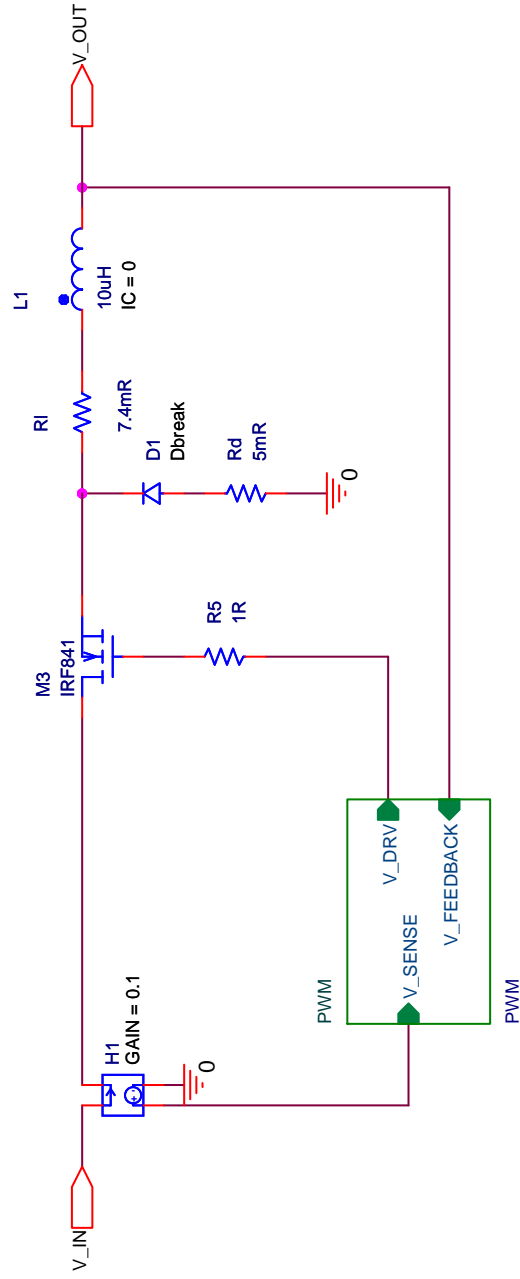 V_IN
H1
GAIN = 0.1
0
M3
IRF841
R5
1R
D1
Dbreak
Rd
5mR
0
Rl
7.4mR
L1
10uH
IC = 0
V_OUT
PWM
V_SENSE
V_DRV
V_FEEDBACK
PWM